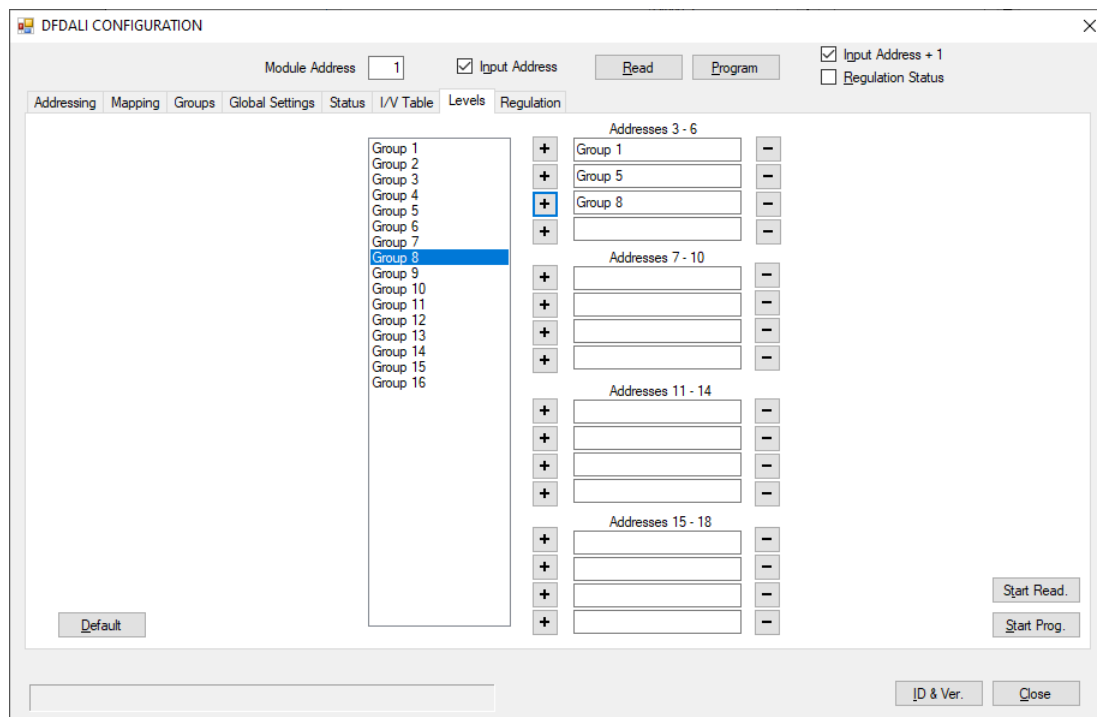 DFDALI CONFIGURATION
Module Address 1 Input Address Read Program Input Address + 1
Regulation Status
Addressing Mapping Groups Global Settings Status I/V Table Levels Regulation
Addresses 3 - 6
Group 1
Group 2
Group 3
Group 4
Group 5
Group 6
Group 7
Group 8
Group 9
Group 10
Group 11
Group 12
Group 13
Group 14
Group 15
Group 16
+ Group 1 −
+ Group 5 −
+ Group 8 −
+ −
Addresses 7 - 10
+ −
+ −
+ −
+ −
Addresses 11 - 14
+ −
+ −
+ −
+ −
Addresses 15 - 18
+ −
+ −
+ −
+ −
Default
Start Read.
Start Prog.
ID & Ver. Close